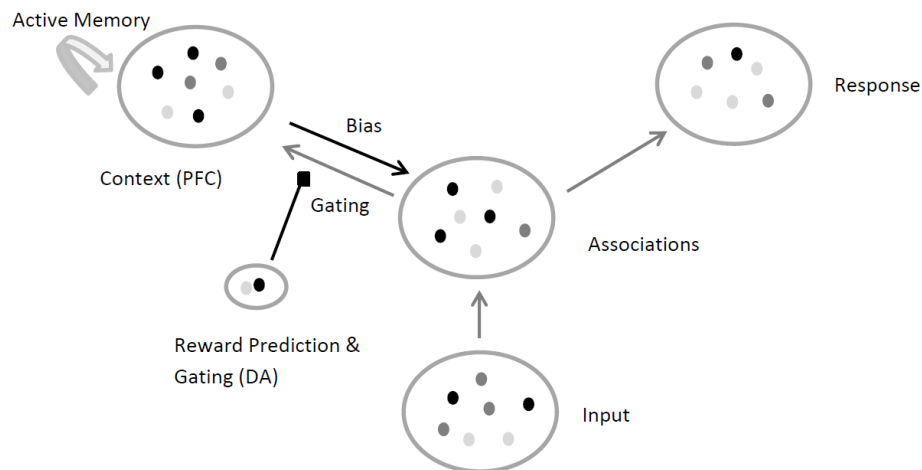 Active Memory
Response
Bias
Context (PFC)
Gating
Associations
Reward Prediction &
Gating (DA)
Input